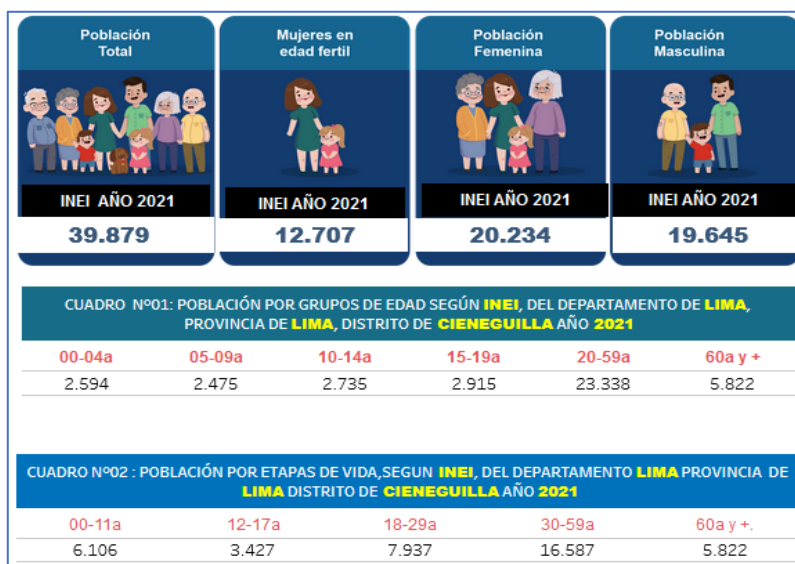 Población
Total
Mujeres en
edad fertil
Población
Femenina
Población
Masculina
INEI AÑO 2021
INEI AÑO 2021
INEI AÑO 2021
INEI AÑO 2021
39.879
12.707
20.234
19.645
CUADRO Nº01: POBLACIÓN POR GRUPOS DE EDAD SEGÚN INEI, DEL DEPARTAMENTO DE LIMA,
PROVINCIA DE LIMA, DISTRITO DE CIENEGUILLA AÑO 2021
00-04a 05-09a 10-14a 15-19a 20-59a 60a y +
2.594 2.475 2.735 2.915 23.338 5.822
CUADRO Nº02 : POBLACIÓN POR ETAPAS DE VIDA,SEGUN INEI, DEL DEPARTAMENTO LIMA PROVINCIA DE
LIMA DISTRITO DE CIENEGUILLA AÑO 2021
00-11a 12-17a 18-29a 30-59a 60a y +.
6.106 3.427 7.937 16.587 5.822